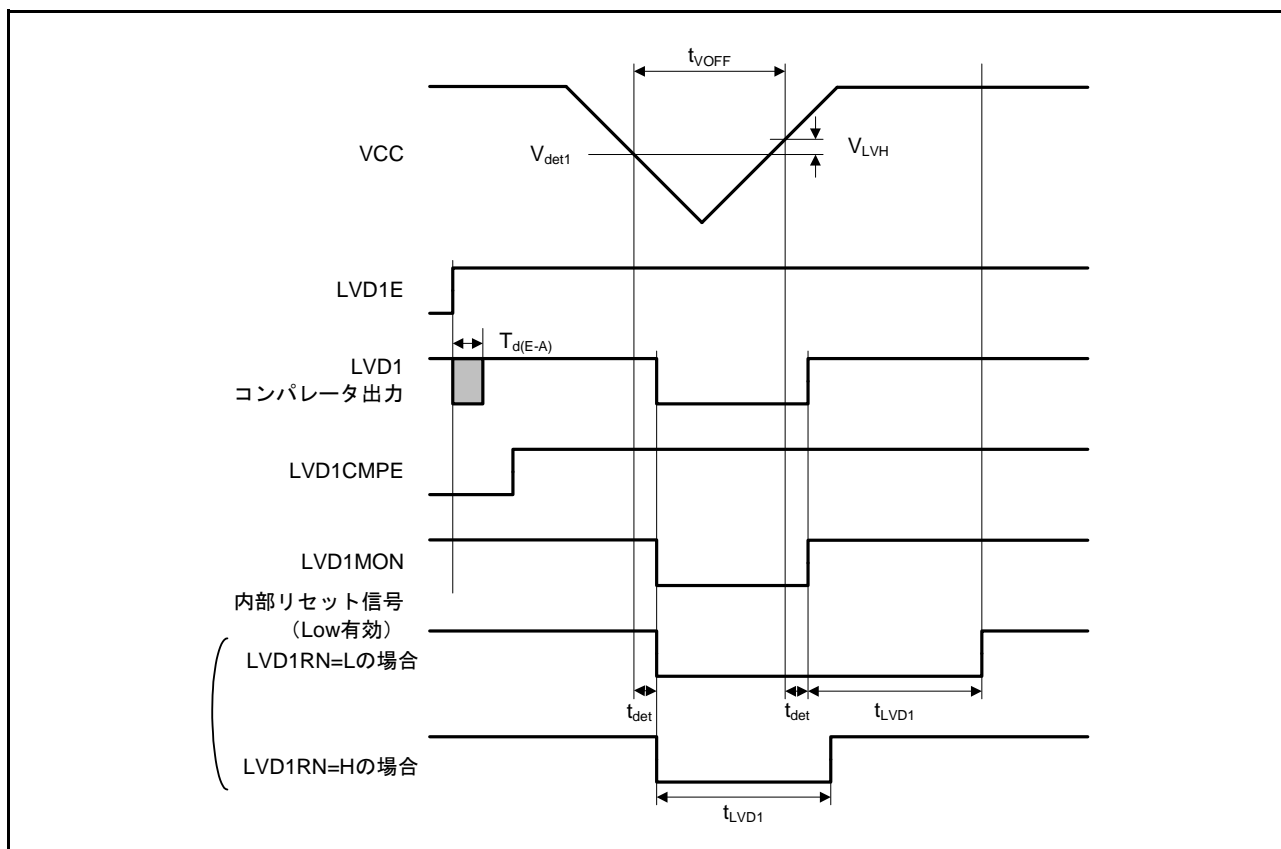 tVOFF
VCC
Vdet1
VLVH
LVD1E
Td(E-A)
LVD1
コンパレータ出力
LVD1CMPE
LVD1MON
内部リセット信号
（Low有効）
LVD1RN=Lの場合
tdet
tdet
tLVD1
LVD1RN=Hの場合
tLVD1